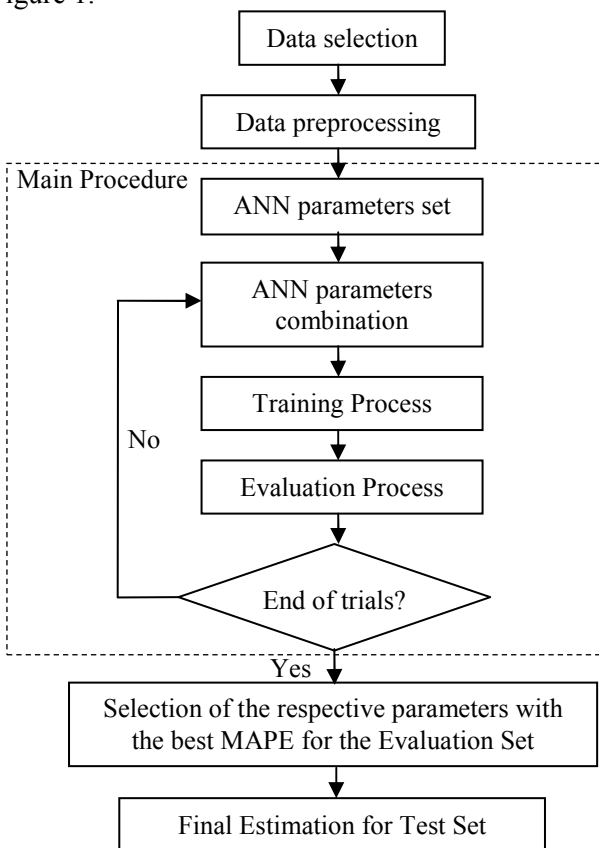 Figure 1.
Data selection
Data preprocessing
Main Procedure
ANN parameters set
ANN parameters
combination
Training Process
No
Evaluation Process
End of trials?
Yes
Selection of the respective parameters with
the best MAPE for the Evaluation Set
Final Estimation for Test Set